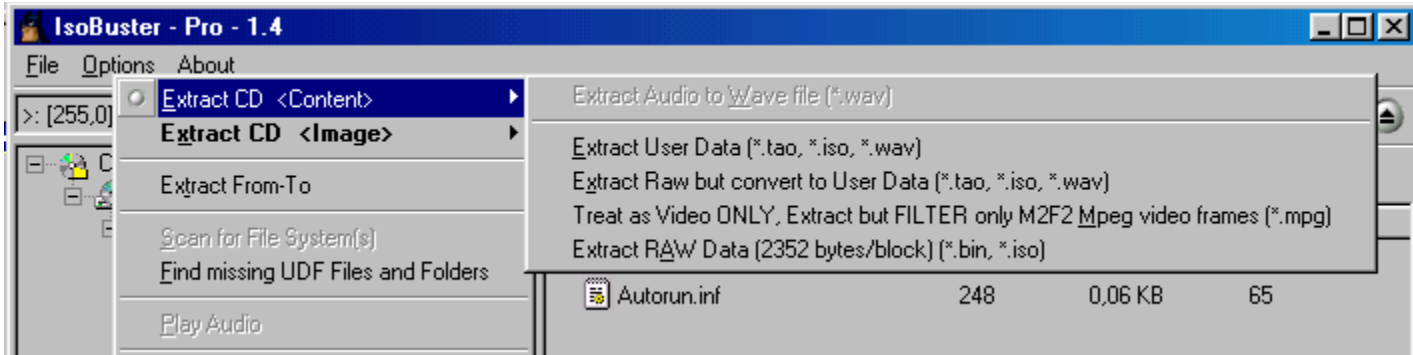 IsoBuster - Pro - 1.4
File Options About
>: [255,0]
Extract CD <Content>
Extract CD <Image>
Extract From-To
Scan for File System(s)
Find missing UDF Files and Folders
Play Audio
Extract Audio to Wave file (*.wav)
Extract User Data (*.tao, *.iso, *.wav)
Extract Raw but convert to User Data (*.tao, *.iso, *.wav)
Treat as Video ONLY, Extract but FILTER only M2F2 Mpeg video frames (*.mpg)
Extract RAW Data (2352 bytes/block) (*.bin, *.iso)
Autorun.inf 248 0,06 KB 65